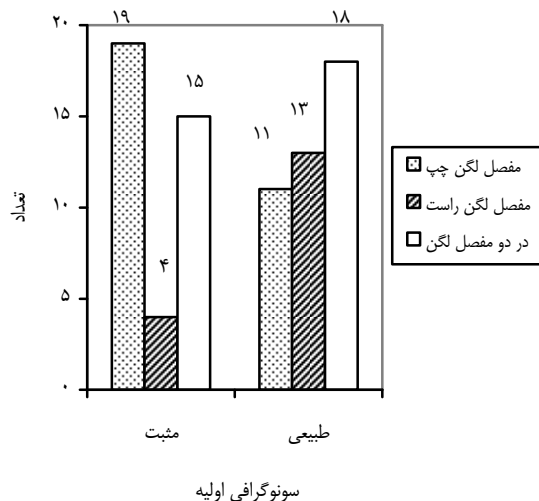 ۱۹
۱۸
۲۰
۱۵
۱۳
۱۱
۱۵
۴
۱۰
۵
۰
تعداد
مفصل لگن چپ
مفصل لگن راست
در دو مفصل لگن
مثبت
طبیعی
سونوگرافی اولیه